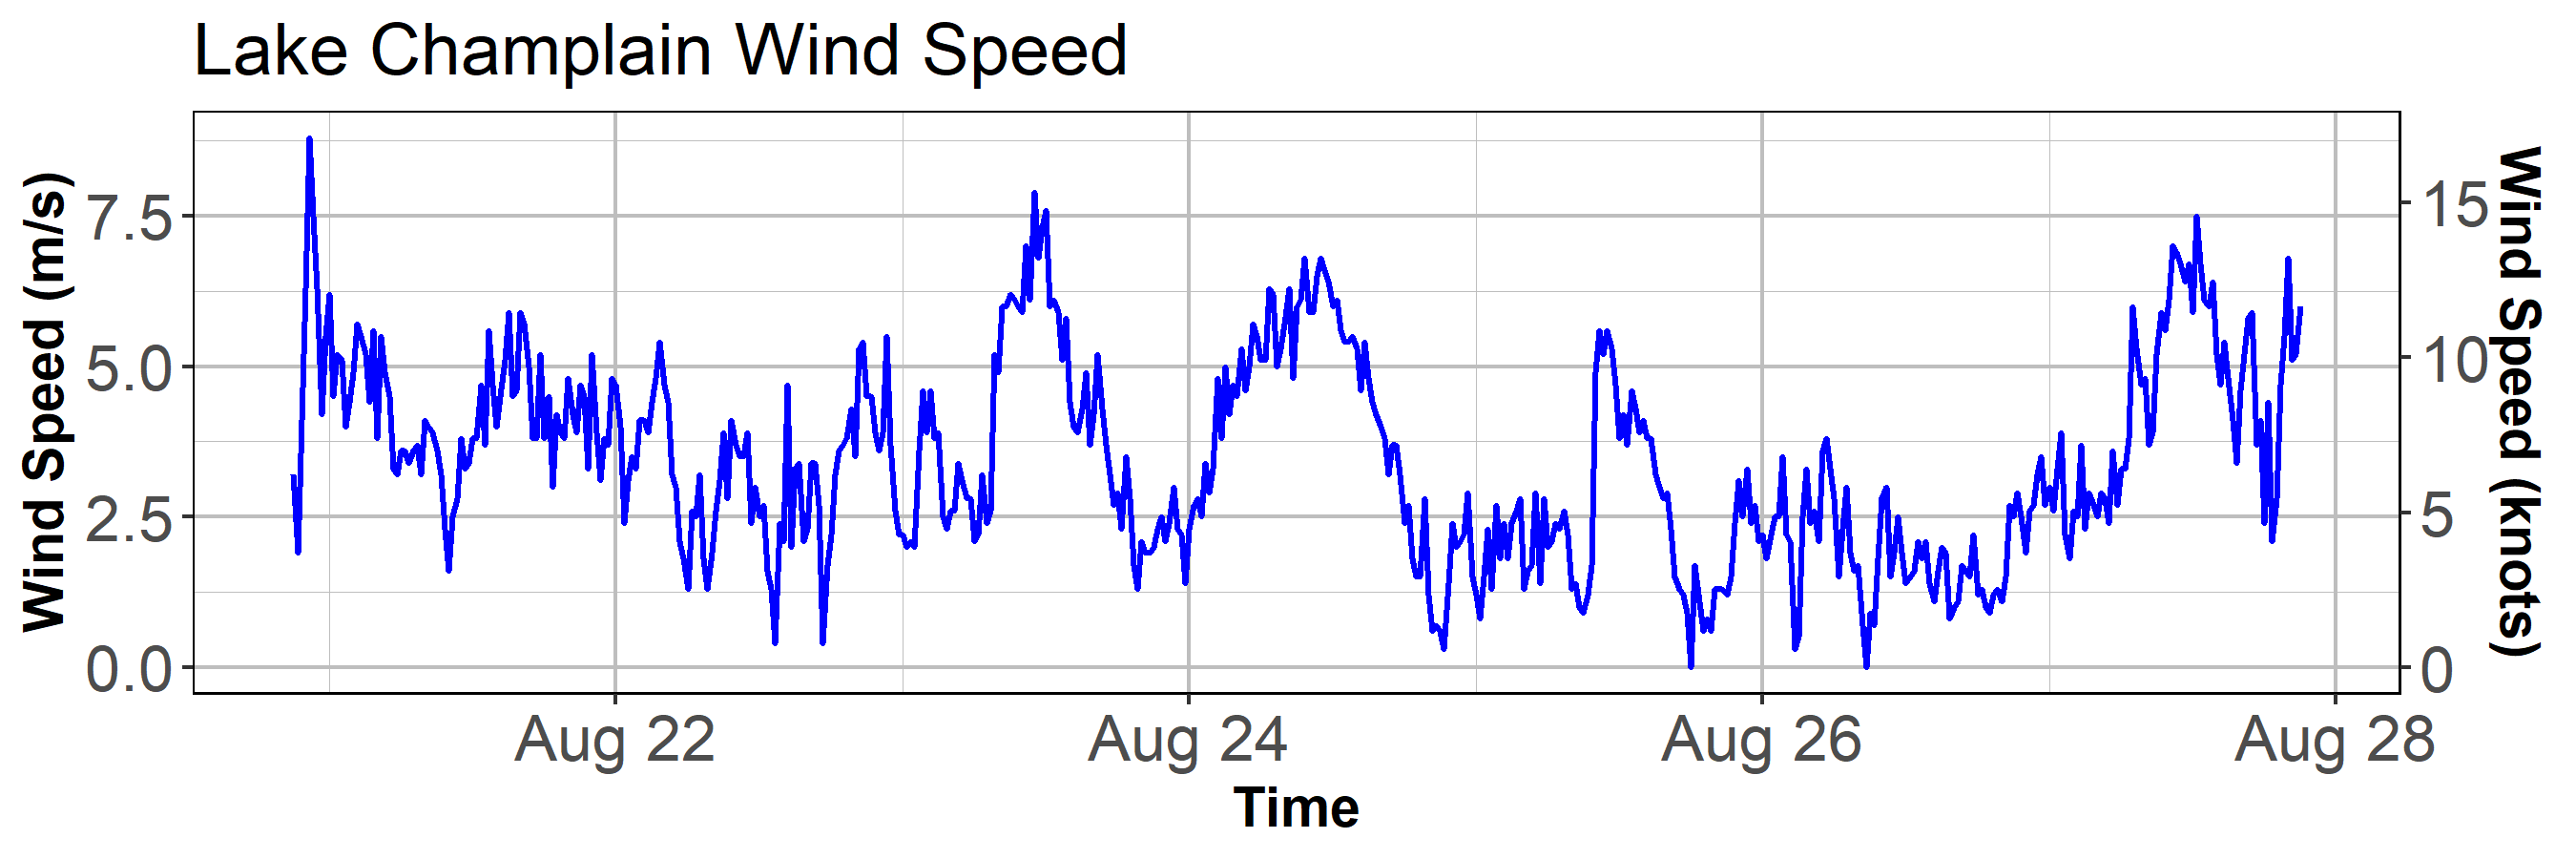 Lake Champlain Wind Speed
Wind Speed (m/s)
7.5
5.0
2.5
0.0
Wind Speed (knots)
15
10
5
0
Aug 22
Aug 24
Aug 26
Aug 28
Time